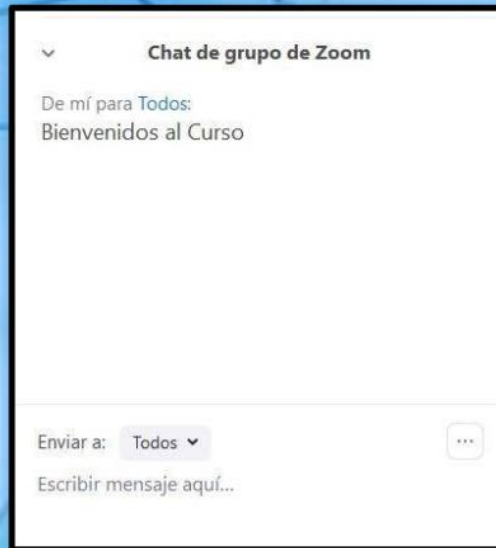 Chat de grupo de Zoom
De mí para Todos:
Bienvenidos al Curso
Enviar a: Todos
Escribir mensaje aquí...